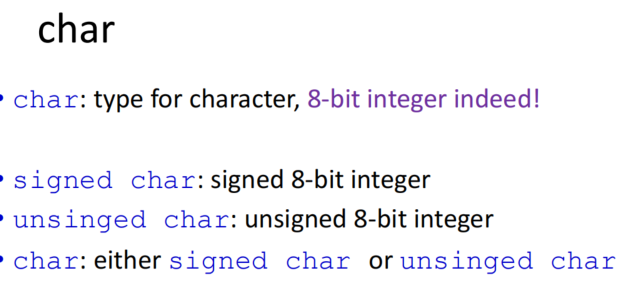 char
• char: type for character, 8-bit integer indeed!
• signed char: signed 8-bit integer
• unsinged char: unsigned 8-bit integer
• char: either signed char or unsinged char